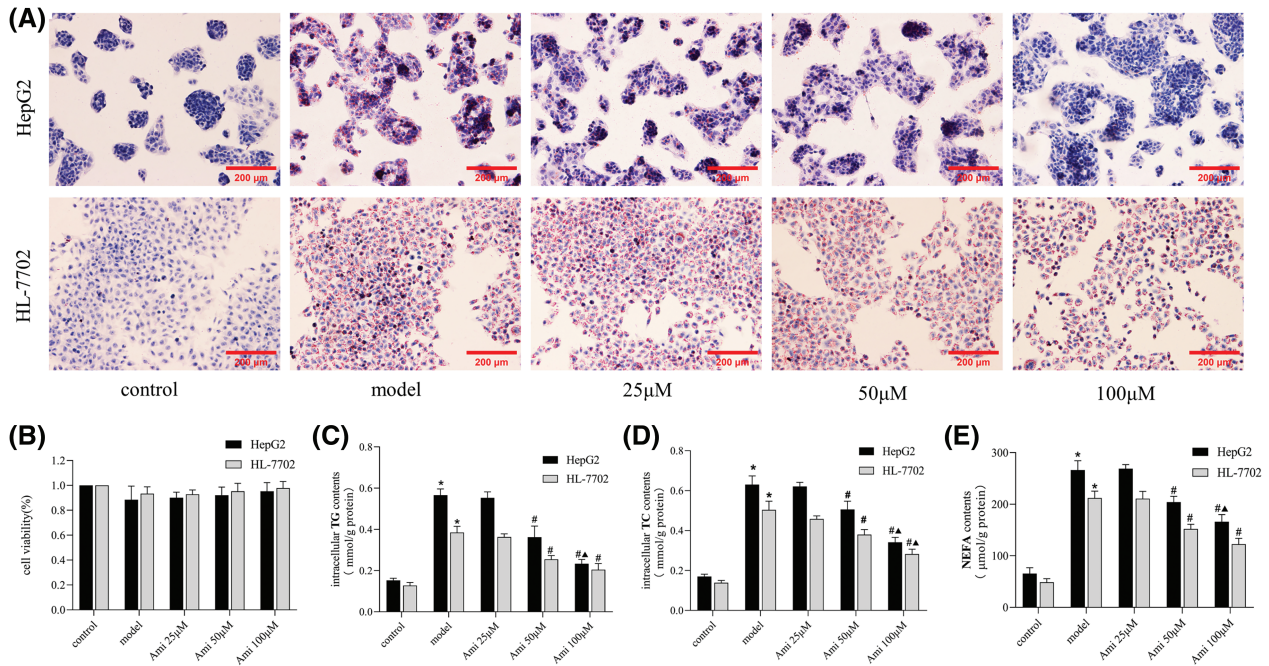 (A)
HepG2
200 μm
200 μm
200 μm
200 μm
200 μm
HL-7702
200 μm
200 μm
200 μm
200 μm
200 μm
control
model
25μM
50μM
100μM
(B)
HepG2
HL-7702
cell viability(%)
1.2
1.0
0.8
0.6
0.4
0.2
0.0
control
model
Ami 25μM
Ami 50μM
Ami 100μM
(C)
HepG2
HL-7702
intracellular TG contents
( mmol/g protein)
0.8
0.6
0.4
0.2
0.0
*
*
#
#
#▲
#
control
model
Ami 25μM
Ami 50μM
Ami 100μM
(D)
HepG2
HL-7702
intracellular TC contents
( mmol/g protein)
0.8
0.6
0.4
0.2
0.0
*
*
#
#
#▲
#▲
control
model
Ami 25μM
Ami 50μM
Ami 100μM
(E)
HepG2
HL-7702
NEFA contents
( μmol/g protein)
300
200
100
0
*
*
#
#
#▲
#
control
model
Ami 25μM
Ami 50μM
Ami 100μM